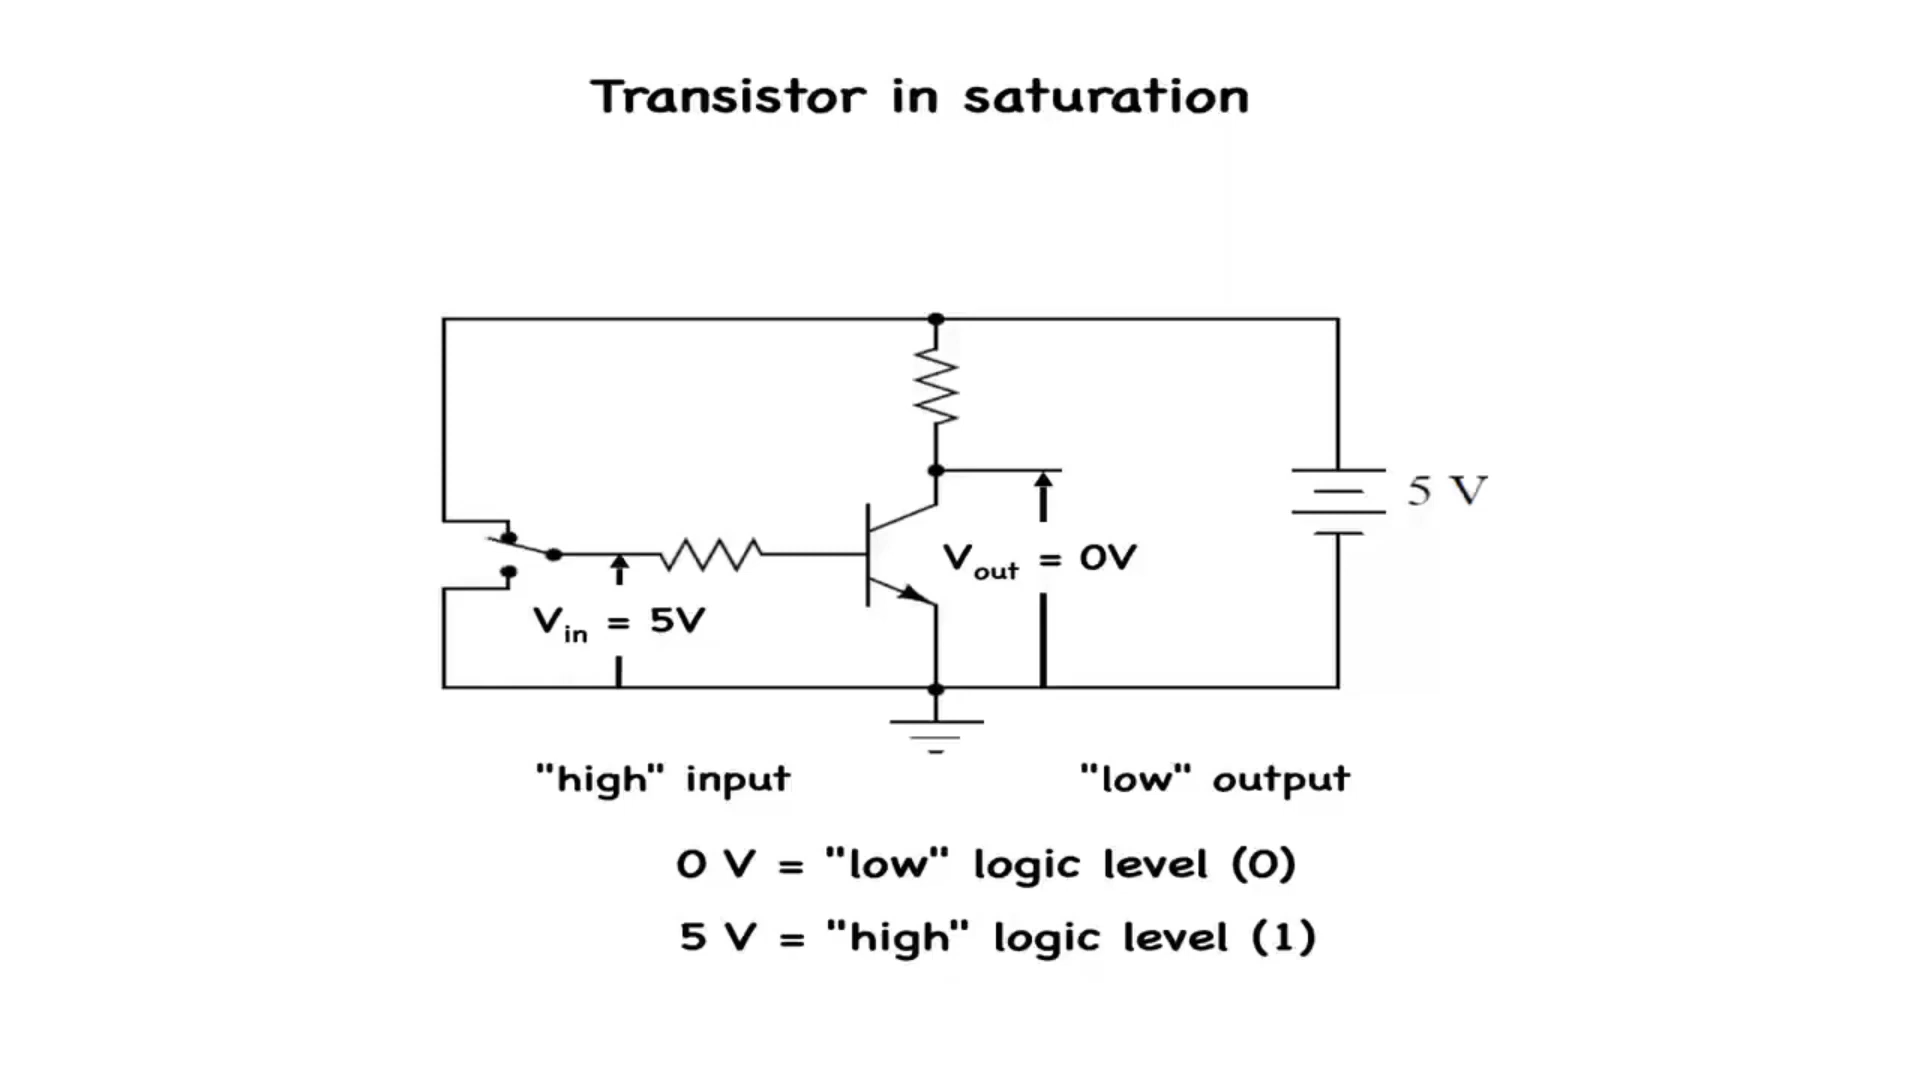 Transistor in saturation
5 V
V_out = 0V
V_in = 5V
"high" input
"low" output
0 V = "low" logic level (0)
5 V = "high" logic level (1)